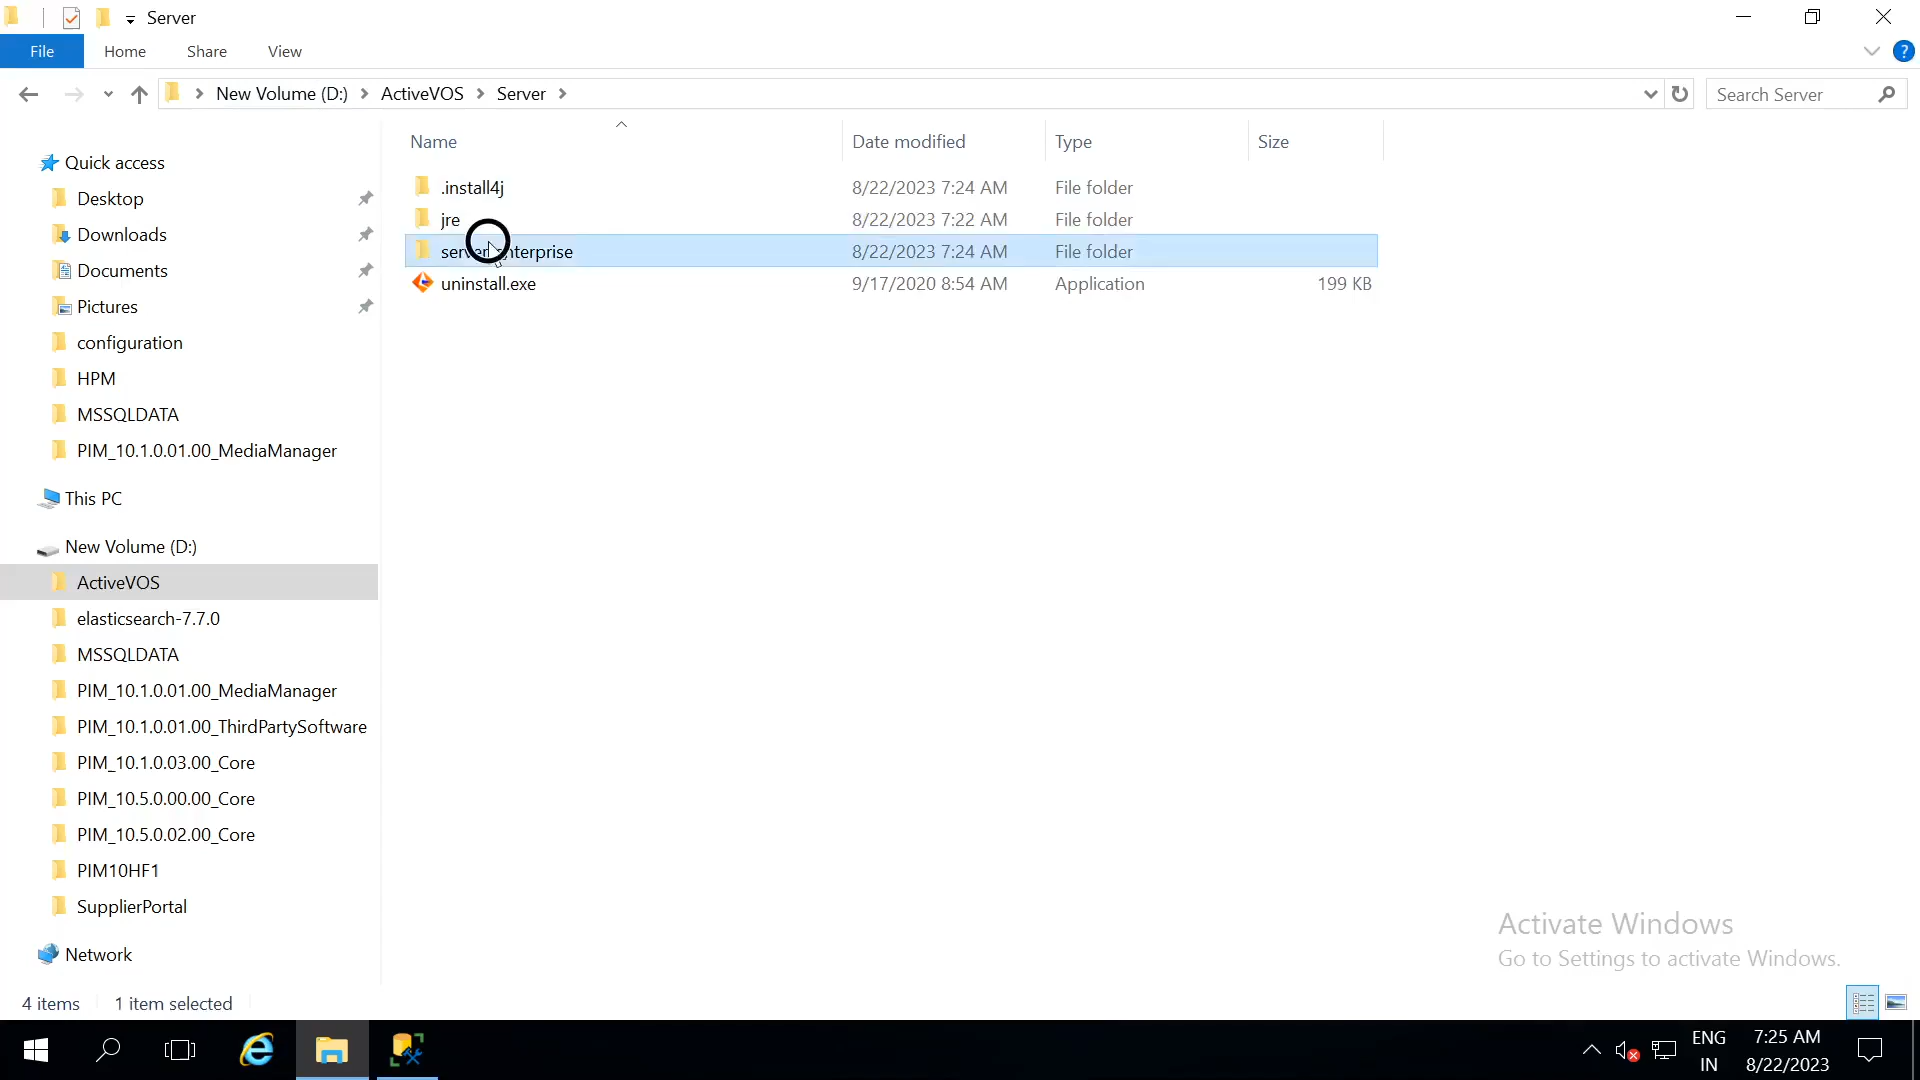 Server
File Home Share View
New Volume (D:) ActiveVOS Server Search Server
Name Date modified Type Size
.install4j 8/22/2023 7:24 AM File folder
jre 8/22/2023 7:22 AM File folder
8/22/2023 7:24 AM File folder
uninstall.exe 9/17/2020 8:54 AM Application 199 KB
Quick access
Desktop
Downloads
Documents
Pictures
configuration
HPM
MSSQLDATA
PIM_10.1.0.01.00_MediaManager
This PC
New Volume (D:)
ActiveVOS
elasticsearch-7.7.0
MSSQLDATA
PIM_10.1.0.01.00_MediaManager
PIM_10.1.0.01.00_ThirdPartySoftware
PIM_10.1.0.03.00_Core
PIM_10.5.0.00.00_Core
PIM_10.5.0.02.00_Core
PIM10HF1
SupplierPortal
Network
Activate Windows
Go to Settings to activate Windows.
4 items 1 item selected
ENG 7:25 AM
IN 8/22/2023